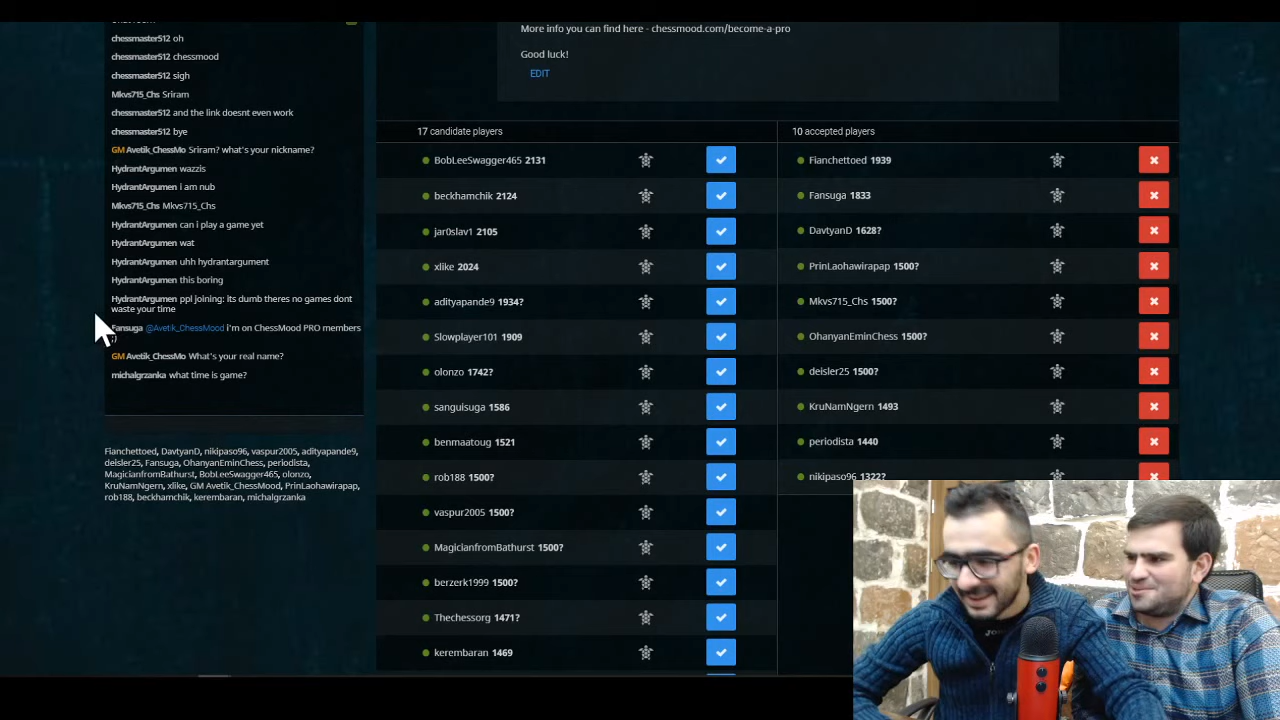 More info you can find here - chessmood.com/become-a-pro
Good luck!
EDIT
chessmaster512 oh
chessmaster512 chessmood
chessmaster512 sigh
Mkvs715_Chs Sriram
chessmaster512 and the link doesnt even work
chessmaster512 bye
GM Avetik_ChessMo Sriram? what's your nickname?
HydrantArgumen wazzis
HydrantArgumen i am nub
Mkvs715_Chs Mkvs715_Chs
HydrantArgumen can i play a game yet
HydrantArgumen wat
HydrantArgumen uhh hydrantargument
HydrantArgumen this boring
HydrantArgumen ppl joining: its dumb theres no games dont
waste your time
Fansuga @Avetik_ChessMood i'm on ChessMood PRO members
;)
GM Avetik_ChessMo What's your real name?
michalgrzanka what time is game?
Fianchettoed, DavtyanD, nikipaso96, vaspur2005, adityapande9,
deisler25, Fansuga, OhanyanEminChess, periodista,
MagicianfromBathurst, BobLeeSwagger465, olonzo,
KruNamNgern, xlike, GM Avetik_ChessMood, PrinLaohawirapap,
rob188, beckhamchik, kerembaran, michalgrzanka
17 candidate players
BobLeeSwagger465 2131
beckhamchik 2124
jar0slav1 2105
xlike 2024
adityapande9 1934?
Slowplayer101 1909
olonzo 1742?
sanguisuga 1586
benmaatoug 1521
rob188 1500?
vaspur2005 1500?
MagicianfromBathurst 1500?
berzerk1999 1500?
Thechessorg 1471?
kerembaran 1469
10 accepted players
Fianchettoed 1939
Fansuga 1833
DavtyanD 1628?
PrinLaohawirapap 1500?
Mkvs715_Chs 1500?
OhanyanEminChess 1500?
deisler25 1500?
KruNamNgern 1493
periodista 1440
nikipaso96 1322?